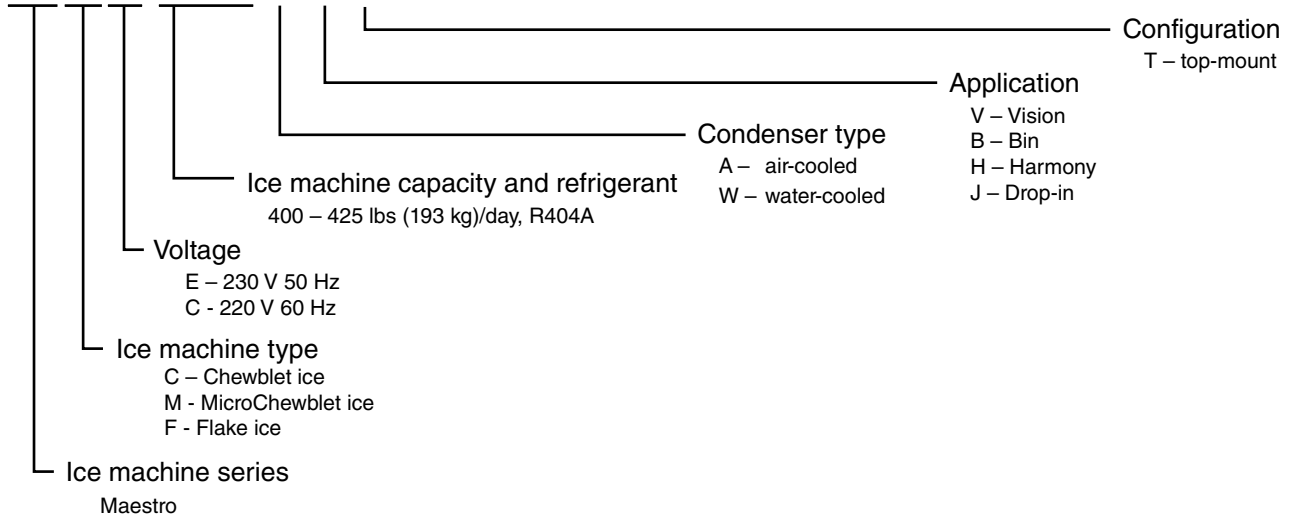 Configuration
T – top-mount
Application
V – Vision
B – Bin
H – Harmony
J – Drop-in
Condenser type
A – air-cooled
W – water-cooled
Ice machine capacity and refrigerant
400 – 425 lbs (193 kg)/day, R404A
Voltage
E – 230 V 50 Hz
C - 220 V 60 Hz
Ice machine type
C – Chewblet ice
M - MicroChewblet ice
F - Flake ice
Ice machine series
Maestro